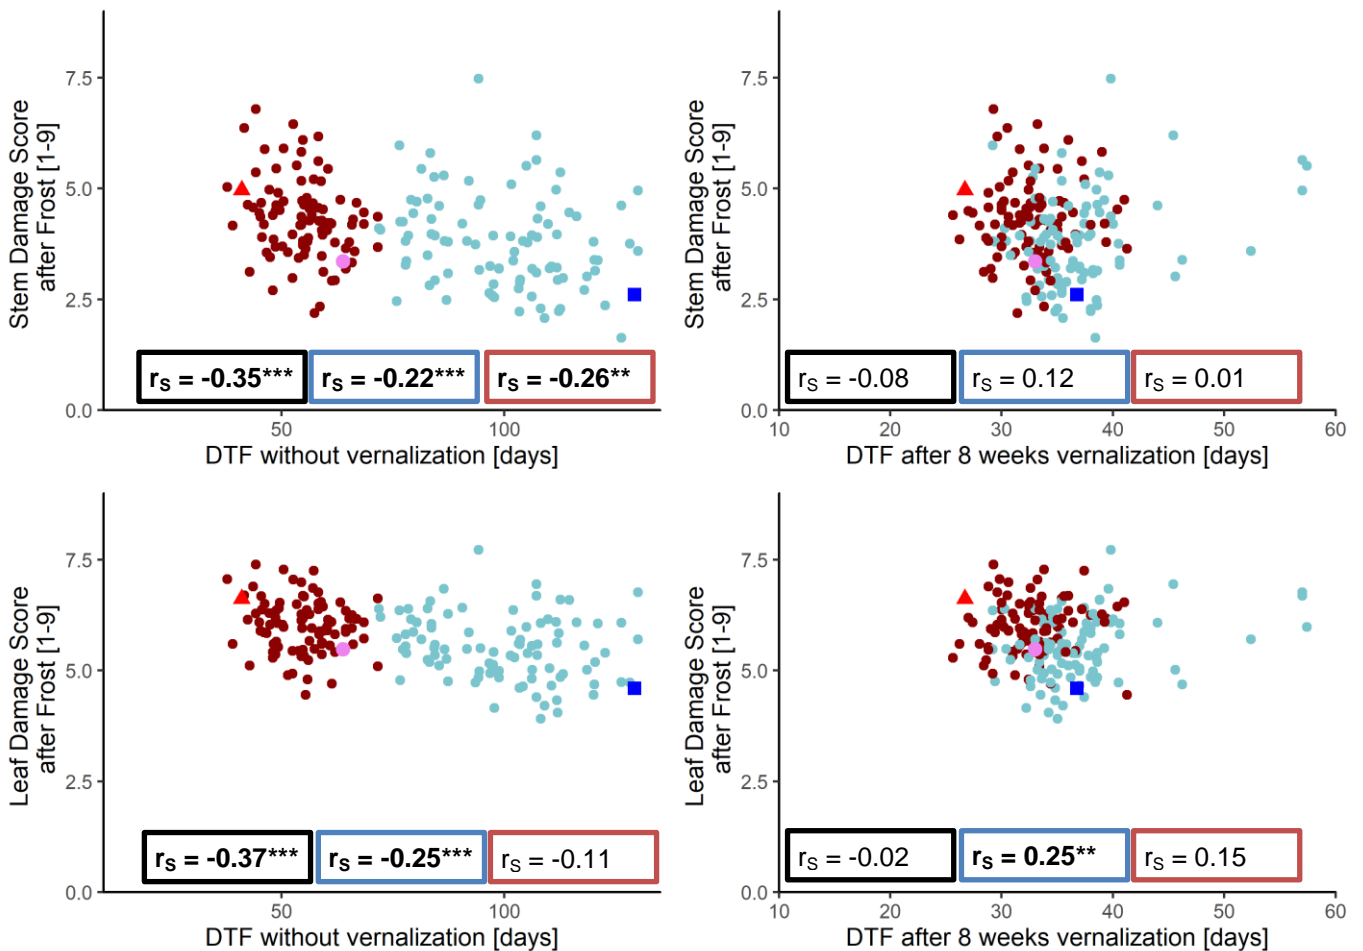 Stem Damage Score
after Frost [1-9]
7.5
5.0
2.5
0.0
rS = -0.35***
rS = -0.22***
rS = -0.26**
50
100
DTF without vernalization [days]
Stem Damage Score
after Frost [1-9]
7.5
5.0
2.5
0.0
rS = -0.08
rS = 0.12
rS = 0.01
10
20
30
40
50
60
DTF after 8 weeks vernalization [days]
Leaf Damage Score
after Frost [1-9]
7.5
5.0
2.5
0.0
rS = -0.37***
rS = -0.25***
rS = -0.11
50
100
DTF without vernalization [days]
Leaf Damage Score
after Frost [1-9]
7.5
5.0
2.5
0.0
rS = -0.02
rS = 0.25**
rS = 0.15
10
20
30
40
50
60
DTF after 8 weeks vernalization [days]